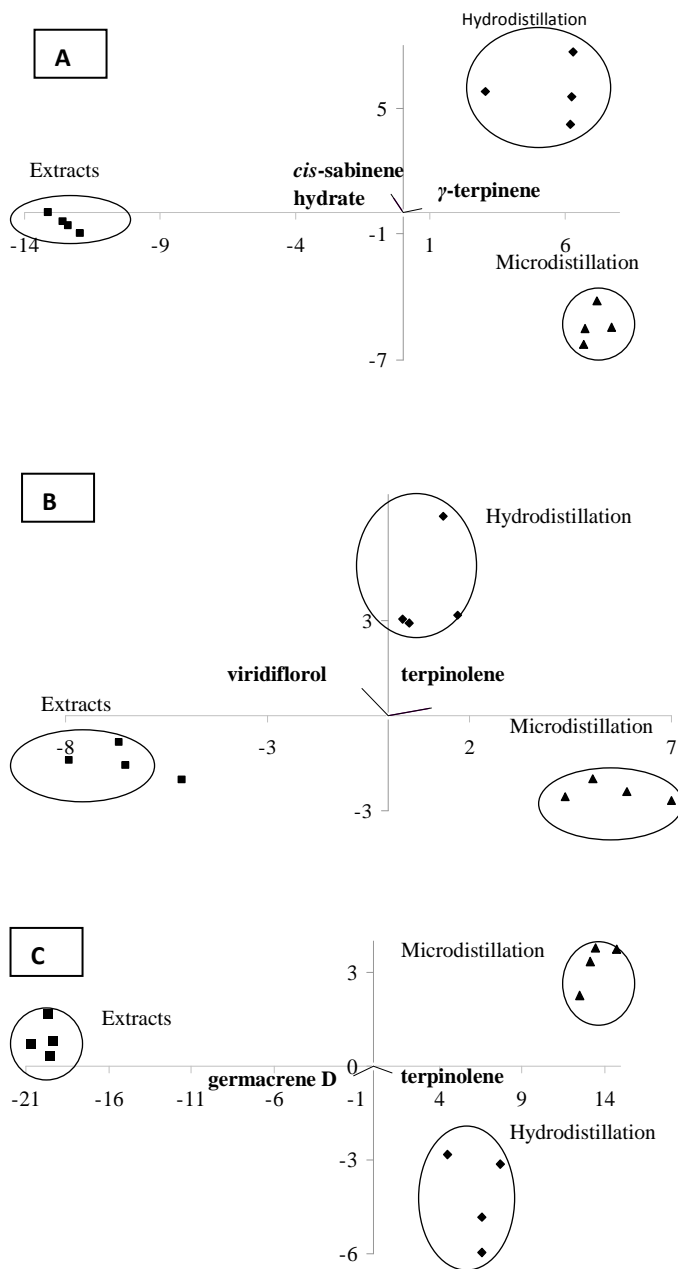 Hydrodistillation
A
5
cis-sabinene
hydrate
γ-terpinene
Extracts
-14 -9 -4 1 6
-1
Microdistillation
-7
B
Hydrodistillation
3
viridiflorol terpinolene
Extracts
Microdistillation
-8 -3 2 7
-3
C
Microdistillation
3
Extracts
0
germacrene D terpinolene
-21 -16 -11 -6 -1 4 9 14
Hydrodistillation
-3
-6